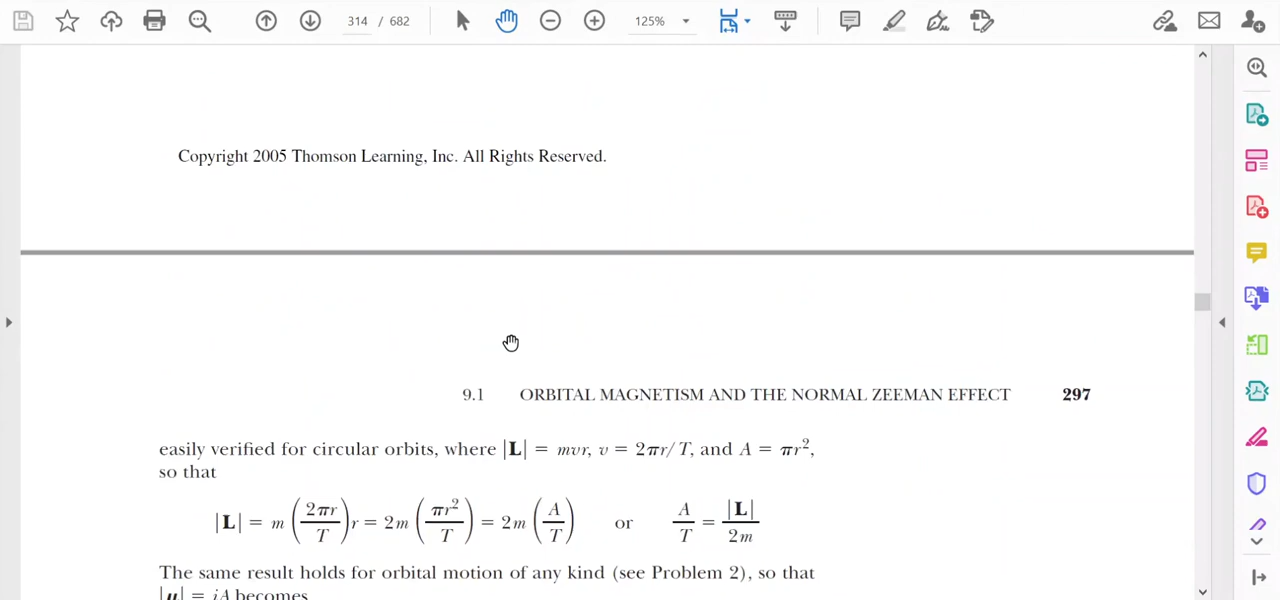 314 / 682
125%
Copyright 2005 Thomson Learning, Inc. All Rights Reserved.
9.1 ORBITAL MAGNETISM AND THE NORMAL ZEEMAN EFFECT 297
easily verified for circular orbits, where |L| = mvr, v = 2πr/T, and A = πr²,
so that
|L| = m (2πr/T) r = 2m (πr²/T) = 2m (A/T) or A/T = |L|/2m
The same result holds for orbital motion of any kind (see Problem 2), so that
|μ| = iA becomes